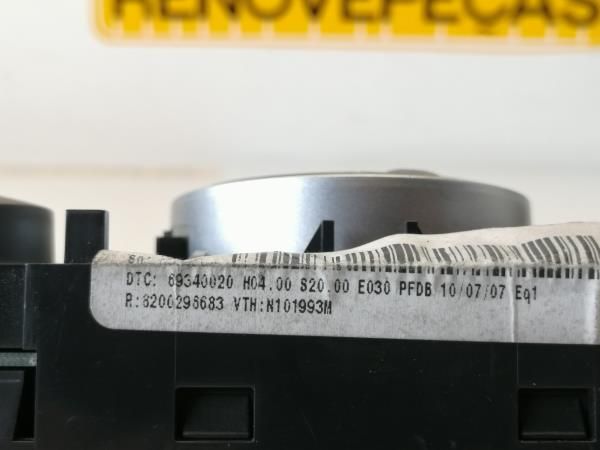 RENOVEPEÇAS
DTC: 69340020 H04.00 S20.00 E030 PFDB 10/07/07 Eq1
R:8200296683 VTH:N101993M